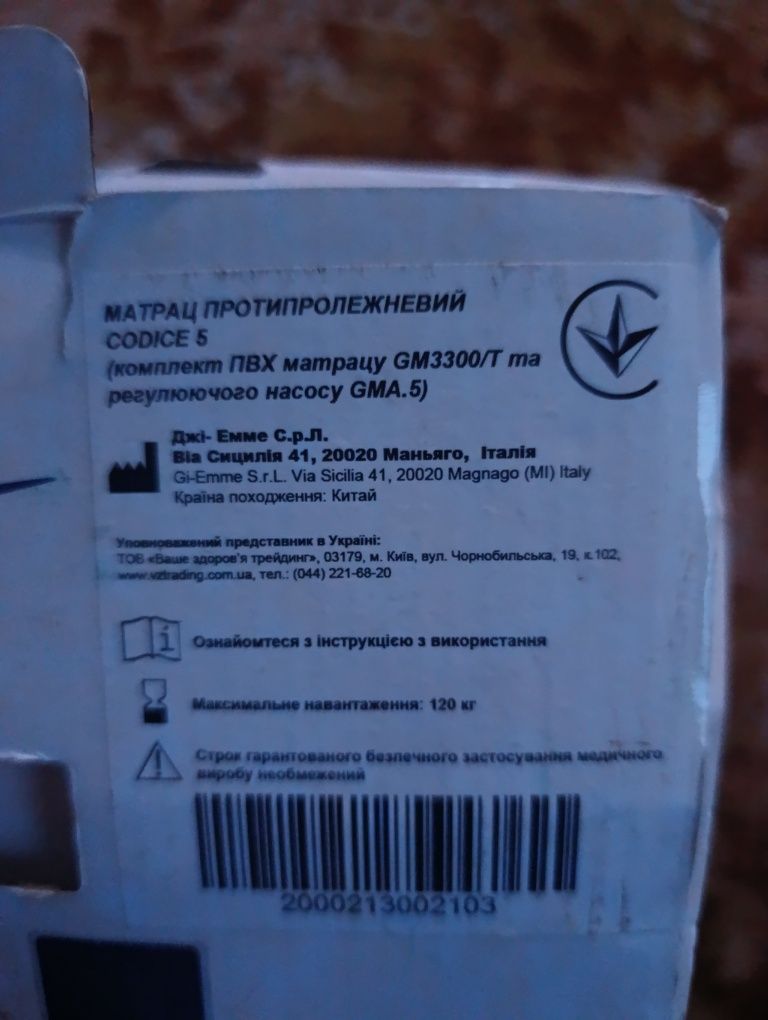 МАТРАЦ ПРОТИПРОЛЕЖНЕВИЙ
CODICE 5
(комплект ПВХ матрацу GM3300/T та
регулюючого насосу GMA.5)
Джі- Емме С.р.Л.
Віа Сицилія 41, 20020 Маньяго, Італія
Gi-Emme S.r.L. Via Sicilia 41, 20020 Magnago (MI) Italy
Країна походження: Китай
Уповноважений представник в Україні:
ТОВ «Ваше здоров'я трейдинг», 03179, м. Київ, вул. Чорнобильська, 19, к.102,
www.vztrading.com.ua, тел.: (044) 221-68-20
i Ознайомтеся з інструкцією з використання
Максимальне навантаження: 120 кг
Строк гарантованого безпечного застосування медичного
виробу необмежений
2000213002103